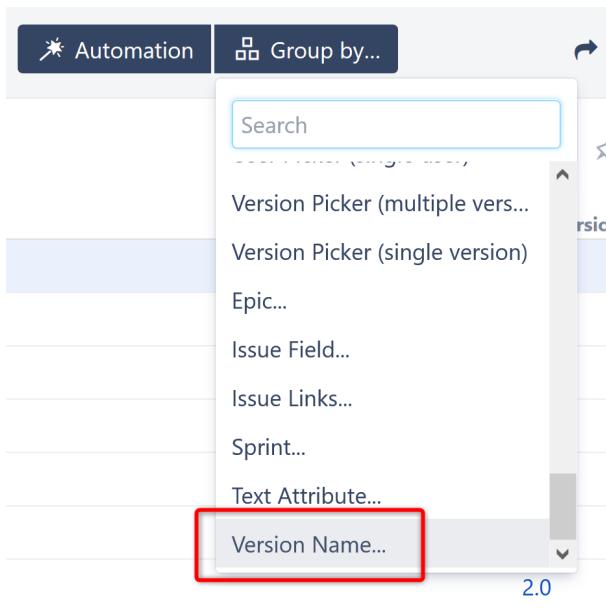 Automation
Group by...
Search
Version Picker (multiple vers...
Version Picker (single version)
Epic...
Issue Field...
Issue Links...
Sprint...
Text Attribute...
Version Name...
2.0